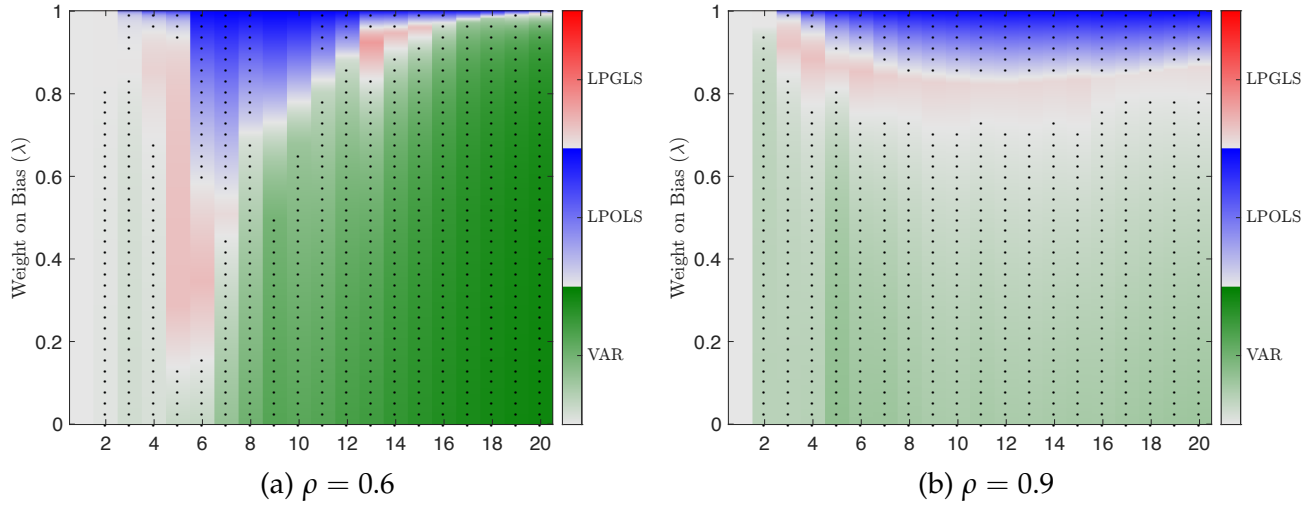 1
0.8
0.6
0.4
0.2
0
Weight on Bias (λ)
2 4 6 8 10 12 14 16 18 20
LPGLS
LPOLS
VAR
(a) ρ = 0.6
1
0.8
0.6
0.4
0.2
0
Weight on Bias (λ)
2 4 6 8 10 12 14 16 18 20
LPGLS
LPOLS
VAR
(b) ρ = 0.9